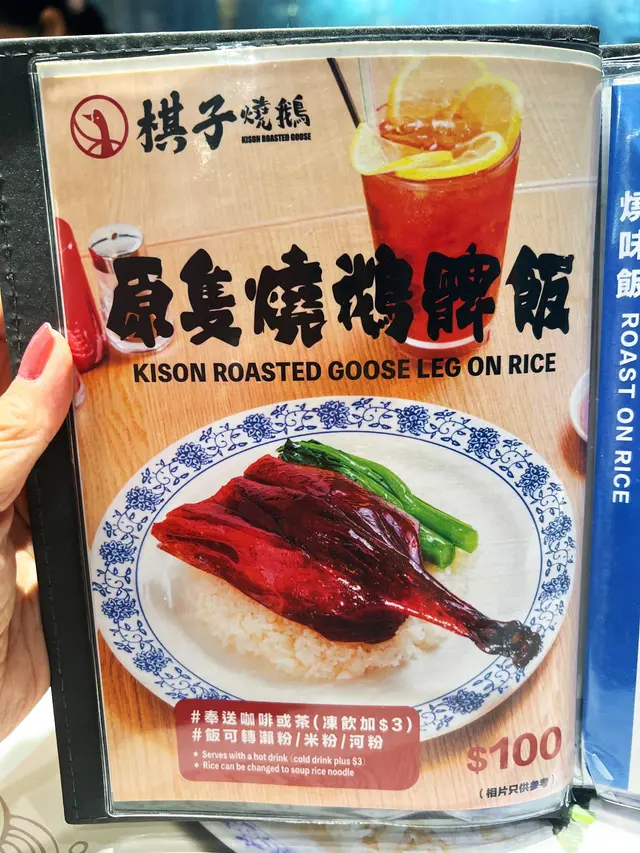 棋子燒鵝
KISON ROASTED GOOSE
原隻燒鵝髀飯
KISON ROASTED GOOSE LEG ON RICE
#奉送咖啡或茶(凍飲加$3)
#飯可轉瀨粉/米粉/河粉
* Serves with a hot drink (cold drink plus $3)
* Rice can be changed to soup rice noodle
$100
(相片只供參考)
燒味飯 ROAST ON RICE